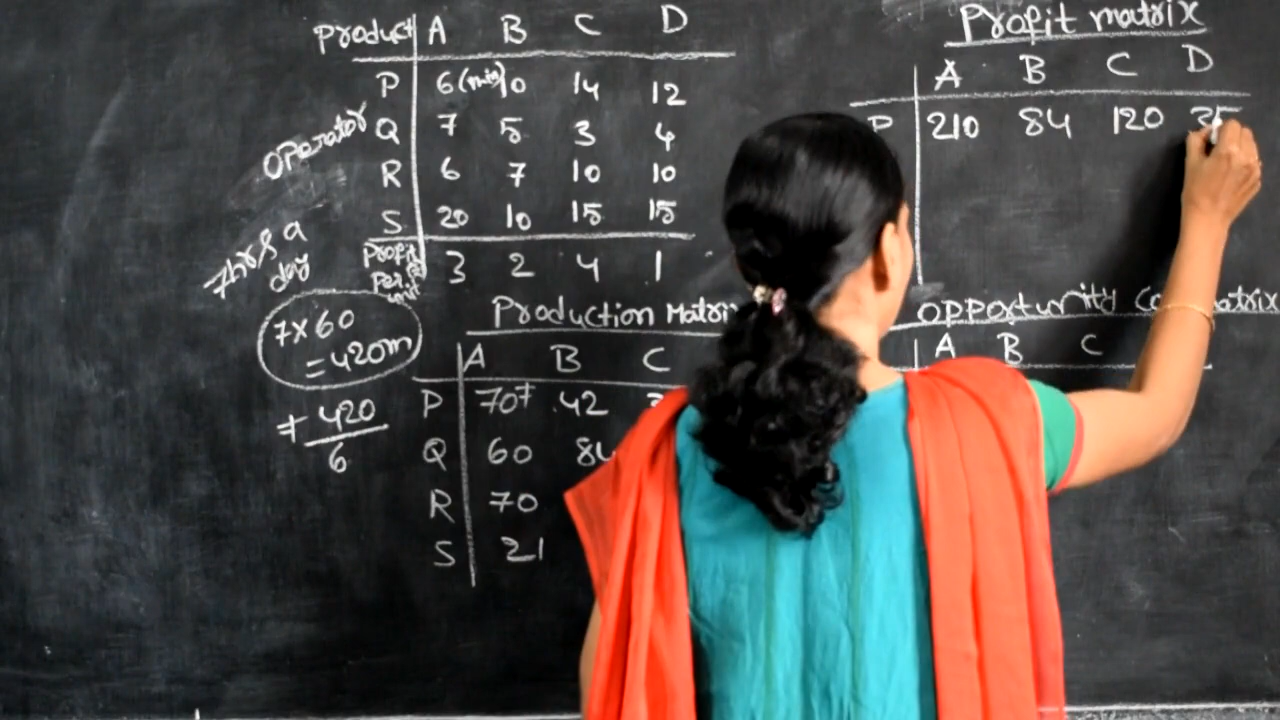 Product A B C D
P 6(min) 10 14 12
Q 7 5 3 4
R 6 7 10 10
S 20 10 15 15
Profit Per unit 3 2 4 1
Operator
7hrs a
day
7x60
=420m
420
6
Production Matrix
A B C
P 70 42
Q 60 84
R 70
S 21
Profit matrix
A B C D
P 210 84 120 35
Opportunity matrix
A B C